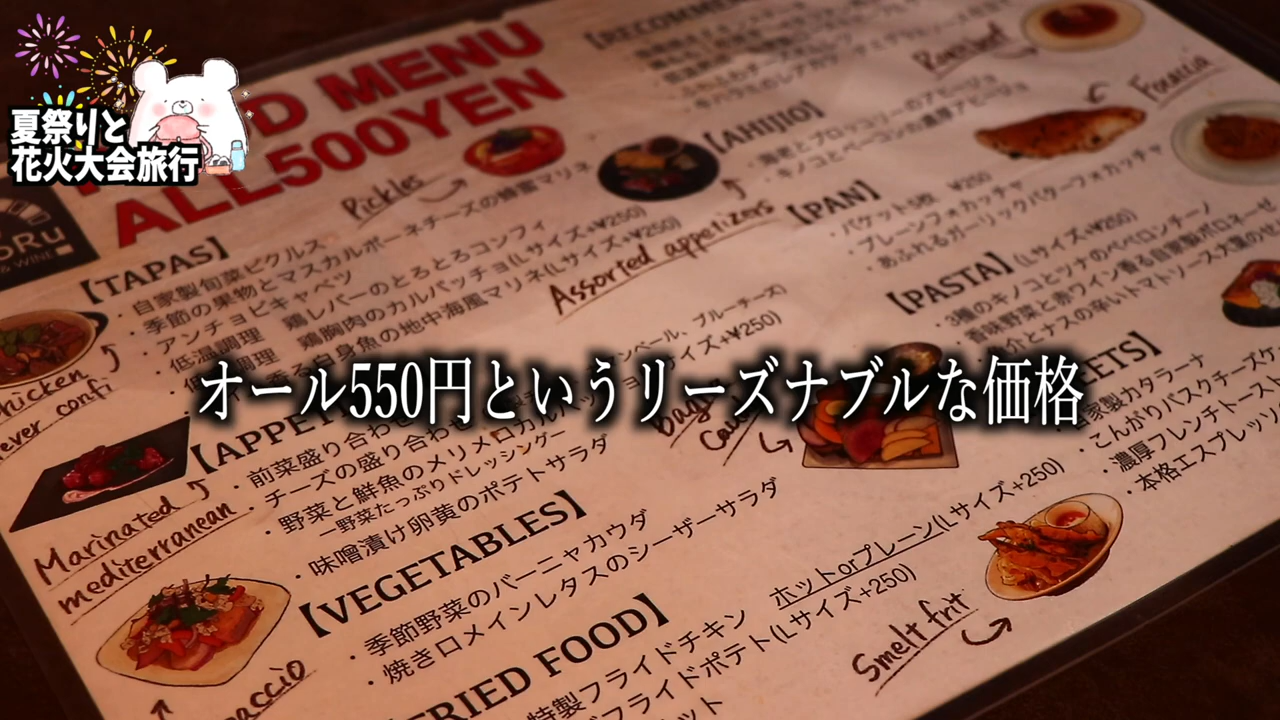 夏祭りと
花火大会旅行
FOOD MENU
ALL500YEN
oRu
& WINE
Pickles
【TAPAS】
・自家製旬菜ピクルス
・季節の果物とマスカルポーネチーズの蜂蜜マリネ
・アンチョビキャベツ
・低温調理 鶏レバーのとろとろコンフィ
鶏胸肉のカルパッチョ(Lサイズ+¥250)
白身魚の地中海風マリネ(Lサイズ+¥250)
Assorted appetizers
Chicken
confi
Marinated
mediterranean
・前菜盛り合わせ
・チーズの盛り合わせ
ブルーチーズ)
・野菜と鮮魚のメリメロカル
ー野菜たっぷりドレッシングー
・味噌漬け卵黄のポテトサラダ
【VEGETABLES】
・季節野菜のバーニャカウダ
・焼きロメインレタスのシーザーサラダ
FRIED FOOD】
特製フライドチキン
ホットorプレーン(Lサイズ+250)
フライドポテト(Lサイズ+250)
Smelt frit
【AHIJIO】
・海老とブロッコリーのアヒージョ
・キノコとベーコンの濃厚アヒージョ
【PAN】
・バケット5枚 ¥250
・プレーンフォカッチャ
・あふれるガーリックバターフォカッチャ
【PASTA】(Lサイズ+¥250)
・3種のキノコとツナのペペロンチーノ
・香味野菜と赤ワイン香る自家製ボロネーゼ
介とナスの辛いトマトソース大葉のせ
自家製カタラーナ
・こんがりバスクチーズケ
・濃厚フレンチトースト
・本格エスプレッソ
オール550円というリーズナブルな価格